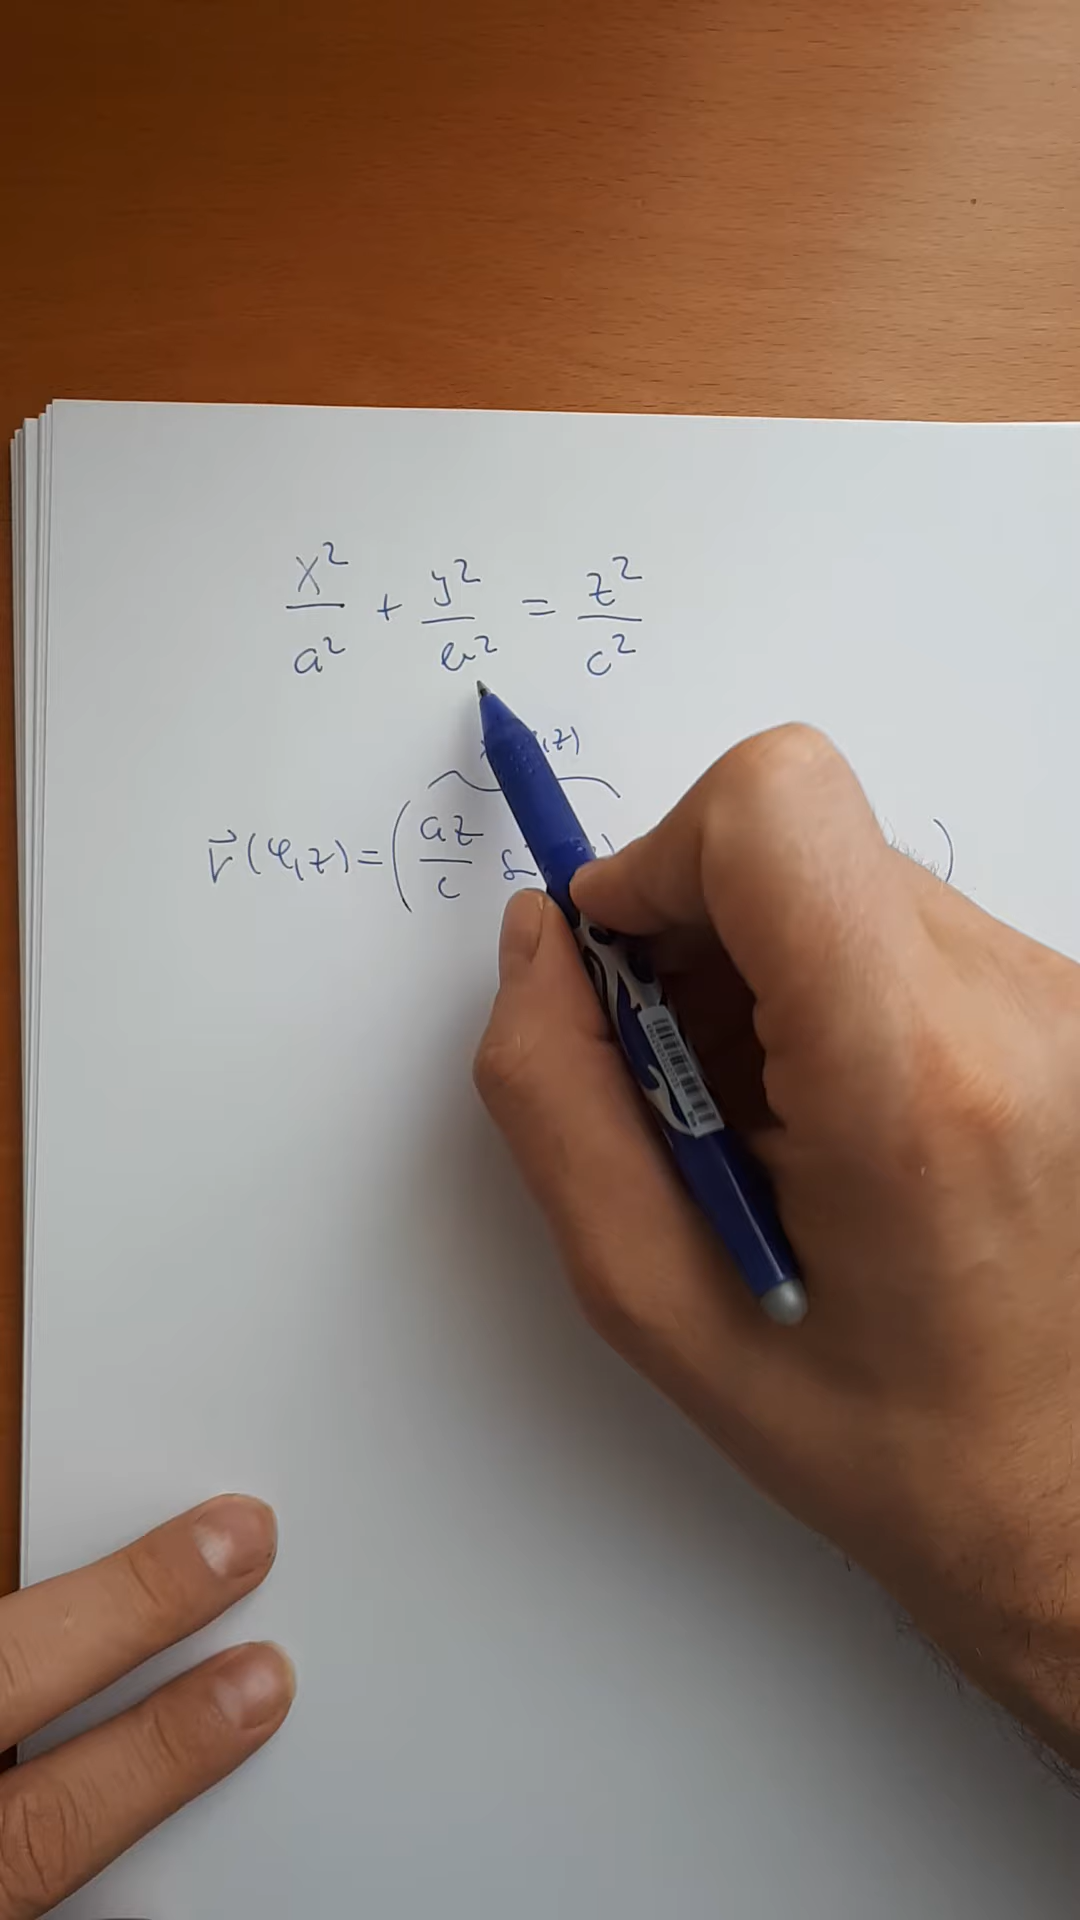 x²/a² + y²/b² = z²/c²
,z)
r⃗(φ,z)=(az/c )